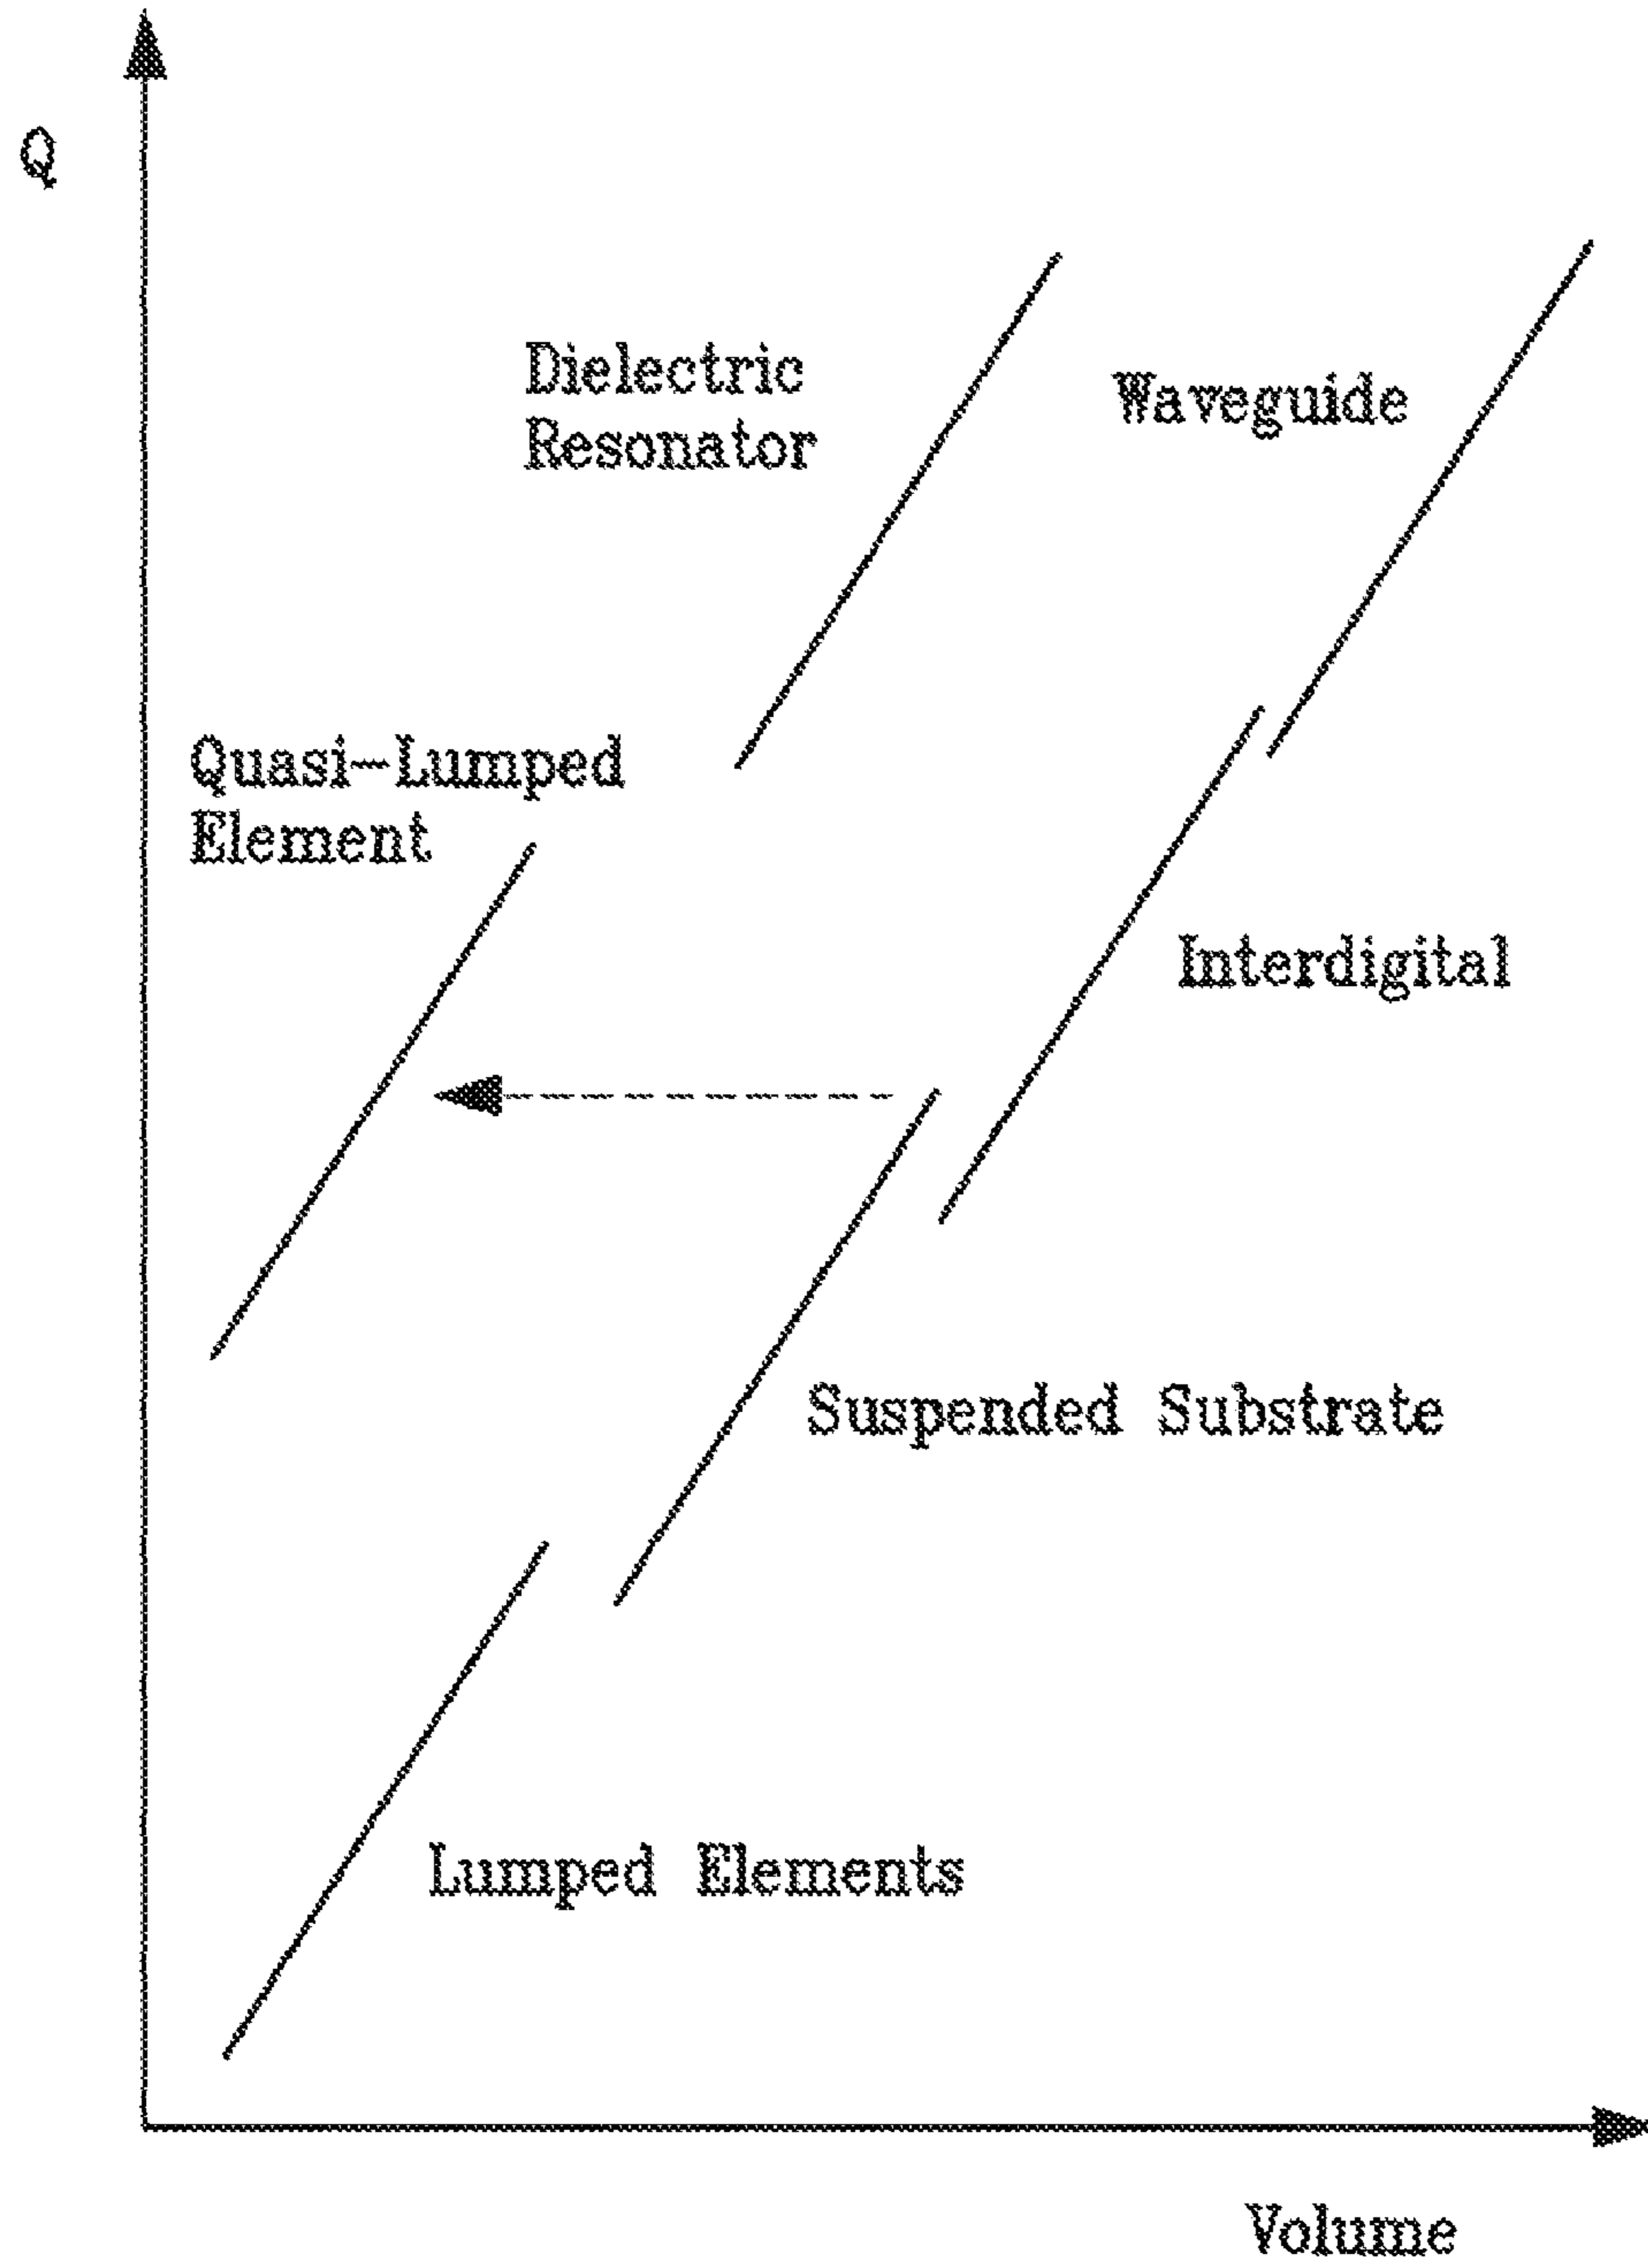 Q
Dielectric
Resonator
Waveguide
Quasi-Lumped
Element
Interdigital
Suspended Substrate
Lumped Elements
Volume